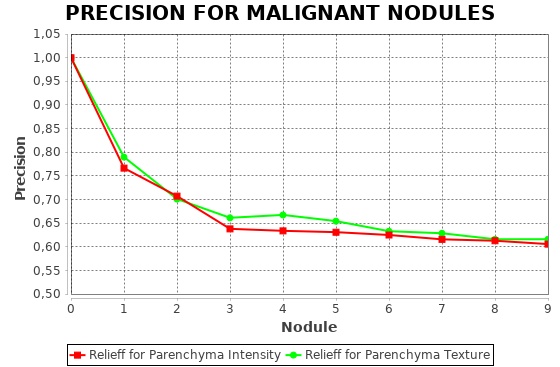 PRECISION FOR MALIGNANT NODULES
1,05
1,00
0,95
0,90
0,85
0,80
0,75
0,70
0,65
0,60
0,55
0,50
Precision
0 1 2 3 4 5 6 7 8 9
Nodule
Relieff for Parenchyma Intensity Relieff for Parenchyma Texture